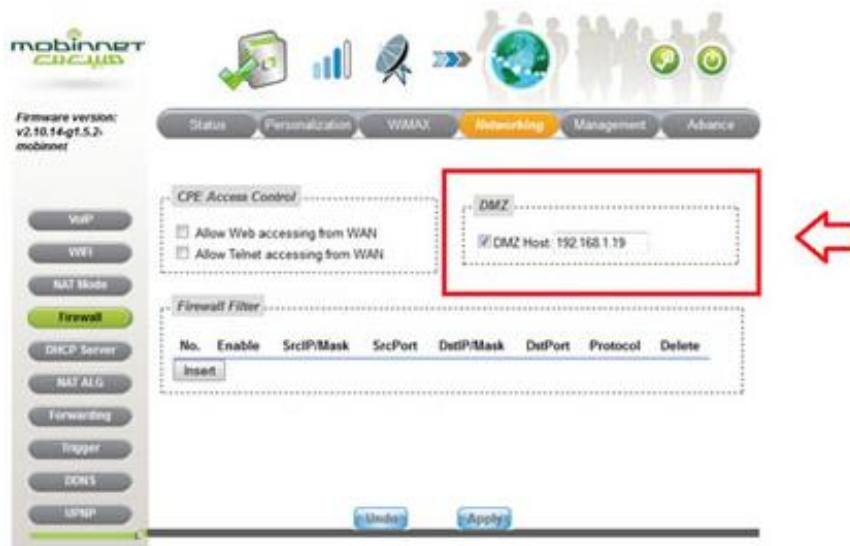 mobinnet
مبین‌نت
Firmware version:
v2.10.14-g1.5.2-
mobinnet
Status Personalization WiMAX Networking Management Advance
VoIP
WIFI
NAT Mode
Firewall
DHCP Server
NAT ALG
Forwarding
Trigger
DDNS
UPNP
CPE Access Control
Allow Web accessing from WAN
Allow Telnet accessing from WAN
DMZ
DMZ Host 192.168.1.19
Firewall Filter
No. Enable SrcIP/Mask SrcPort DstIP/Mask DstPort Protocol Delete
Insert
Undo Apply